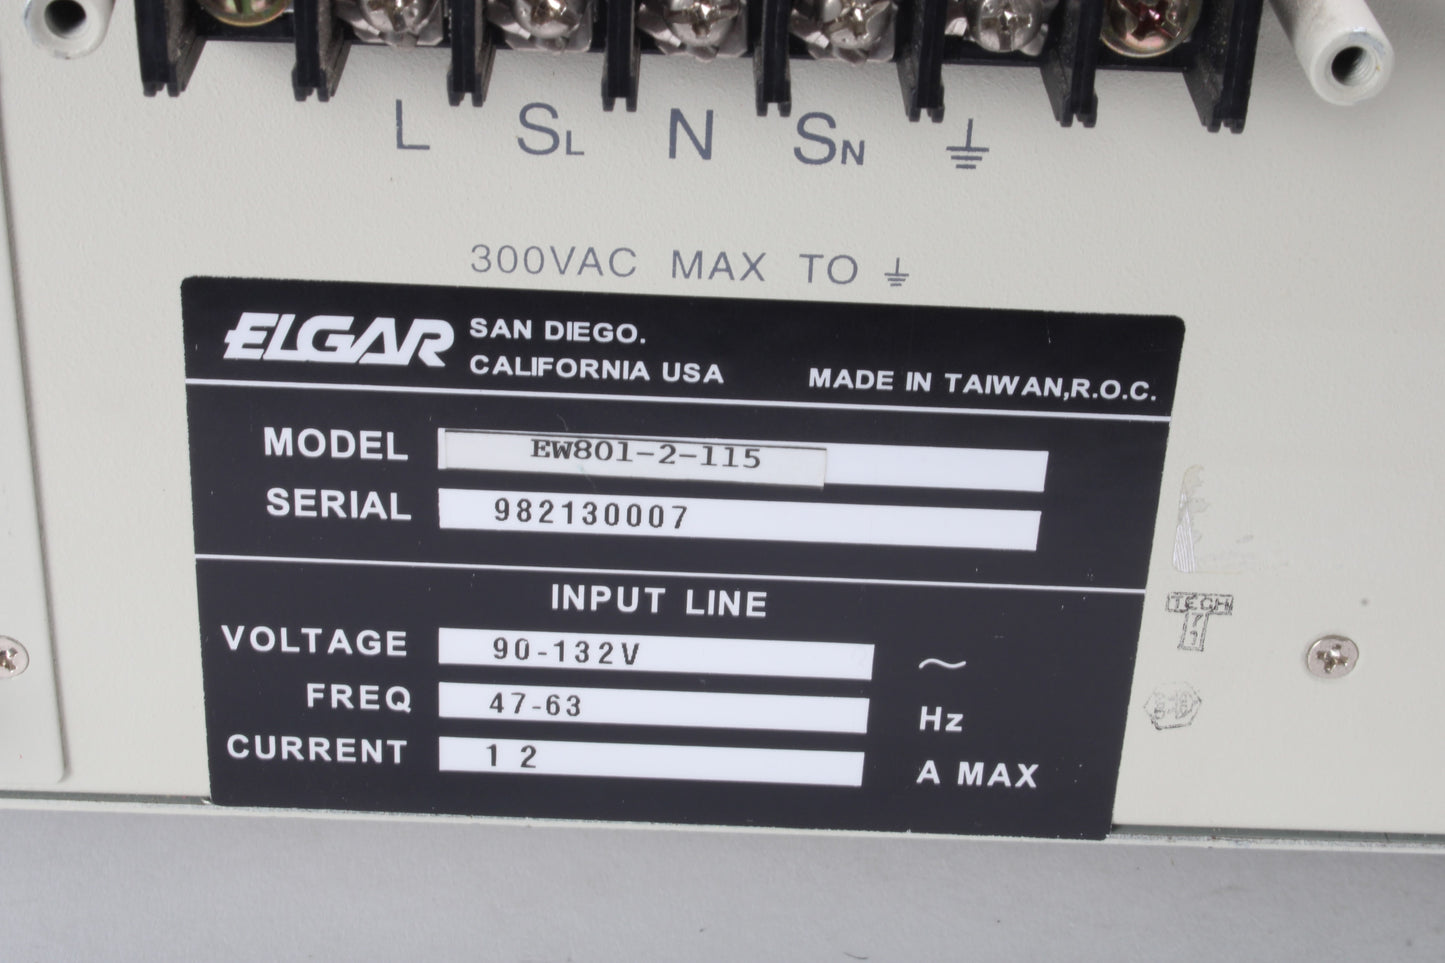 L SL N SN
300VAC MAX TO
ELGAR SAN DIEGO.
CALIFORNIA USA
MADE IN TAIWAN,R.O.C.
MODEL EW801-2-115
SERIAL 982130007
INPUT LINE
VOLTAGE 90-132V ~
FREQ 47-63 Hz
CURRENT 12 A MAX
TECH